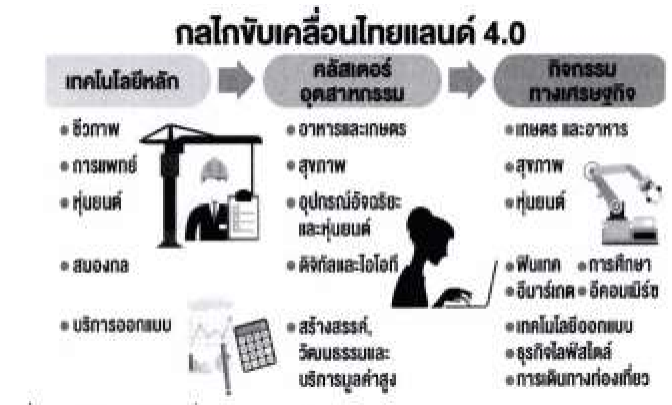 กลไกขับเคลื่อนไทยแลนด์ 4.0
เทคโนโลยีหลัก
คลัสเตอร์
อุตสาหกรรม
กิจกรรม
ทางเศรษฐกิจ
• ชีวภาพ
• การแพทย์
• หุ่นยนต์
• สมองกล
• บริการออกแบบ
• อาหารและเกษตร
• สุขภาพ
• อุปกรณ์อัจฉริยะ
และหุ่นยนต์
• ดิจิทัลและไอโอที
• สร้างสรรค์,
วัฒนธรรมและ
บริการมูลค่าสูง
• เกษตร และอาหาร
• สุขภาพ
• หุ่นยนต์
• ฟินเทค • การศึกษา
• อีมาร์เกต • อีคอมเมิร์ซ
• เทคโนโลยีออกแบบ
• ธุรกิจไลฟ์สไตล์
• การเดินทางท่องเที่ยว